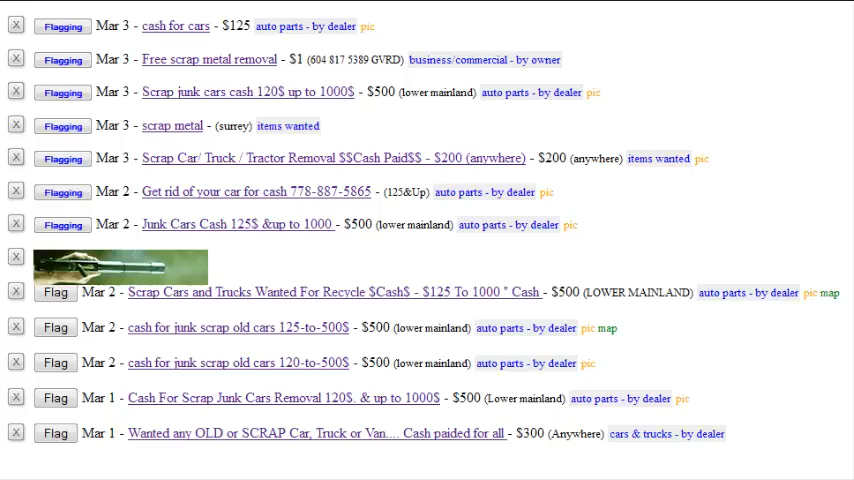 X Flagging Mar 3 - cash for cars - $125 auto parts - by dealer pic
X Flagging Mar 3 - Free scrap metal removal - $1 (604 817 5389 GVRD) business/commercial - by owner
X Flagging Mar 3 - Scrap junk cars cash 120$ up to 1000$ - $500 (lower mainland) auto parts - by dealer pic
X Flagging Mar 3 - scrap metal - (surrey) items wanted
X Flagging Mar 3 - Scrap Car/ Truck / Tractor Removal $$Cash Paid$$ - $200 (anywhere) - $200 (anywhere) items wanted pic
X Flagging Mar 2 - Get rid of your car for cash 778-887-5865 - (125&Up) auto parts - by dealer pic
X Flagging Mar 2 - Junk Cars Cash 125$ &up to 1000 - $500 (lower mainland) auto parts - by dealer pic
X
X Flag Mar 2 - Scrap Cars and Trucks Wanted For Recycle $Cash$ - $125 To 1000 " Cash - $500 (LOWER MAINLAND) auto parts - by dealer pic map
X Flag Mar 2 - cash for junk scrap old cars 125-to-500$ - $500 (lower mainland) auto parts - by dealer pic map
X Flag Mar 2 - cash for junk scrap old cars 120-to-500$ - $500 (lower mainland) auto parts - by dealer pic
X Flag Mar 1 - Cash For Scrap Junk Cars Removal 120$. & up to 1000$ - $500 (Lower mainland) auto parts - by dealer pic
X Flag Mar 1 - Wanted any OLD or SCRAP Car, Truck or Van.... Cash paided for all - $300 (Anywhere) cars & trucks - by dealer